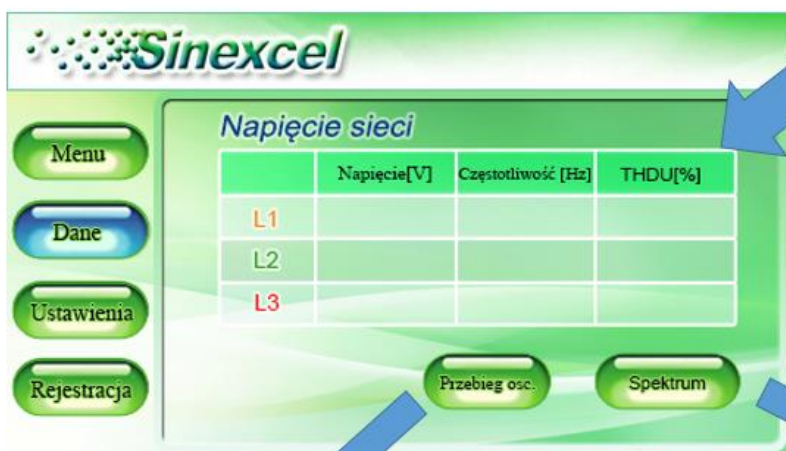 Sinexcel
Napięcie sieci
Menu
Dane
Ustawienia
Rejestracja
Napięcie[V] Częstotliwość [Hz] THDU[%]
L1
L2
L3
Przebieg osc. Spektrum